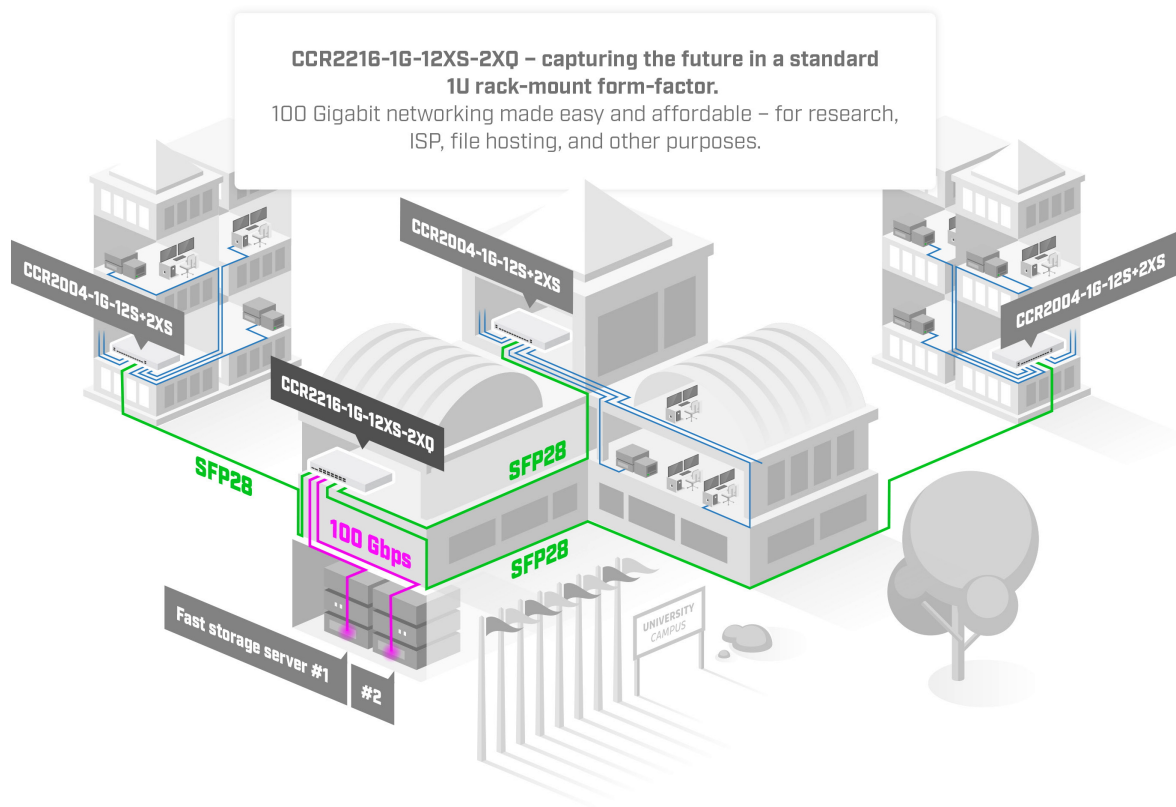 CCR2216-1G-12XS-2XQ – capturing the future in a standard
1U rack-mount form-factor.
100 Gigabit networking made easy and affordable – for research,
ISP, file hosting, and other purposes.
CCR2004-1G-12S+2XS
CCR2004-1G-12S+2XS
CCR2004-1G-12S+2XS
CCR2216-1G-12XS-2XQ
SFP28
SFP28
100 Gbps
SFP28
Fast storage server #1
#2
UNIVERSITY
CAMPUS